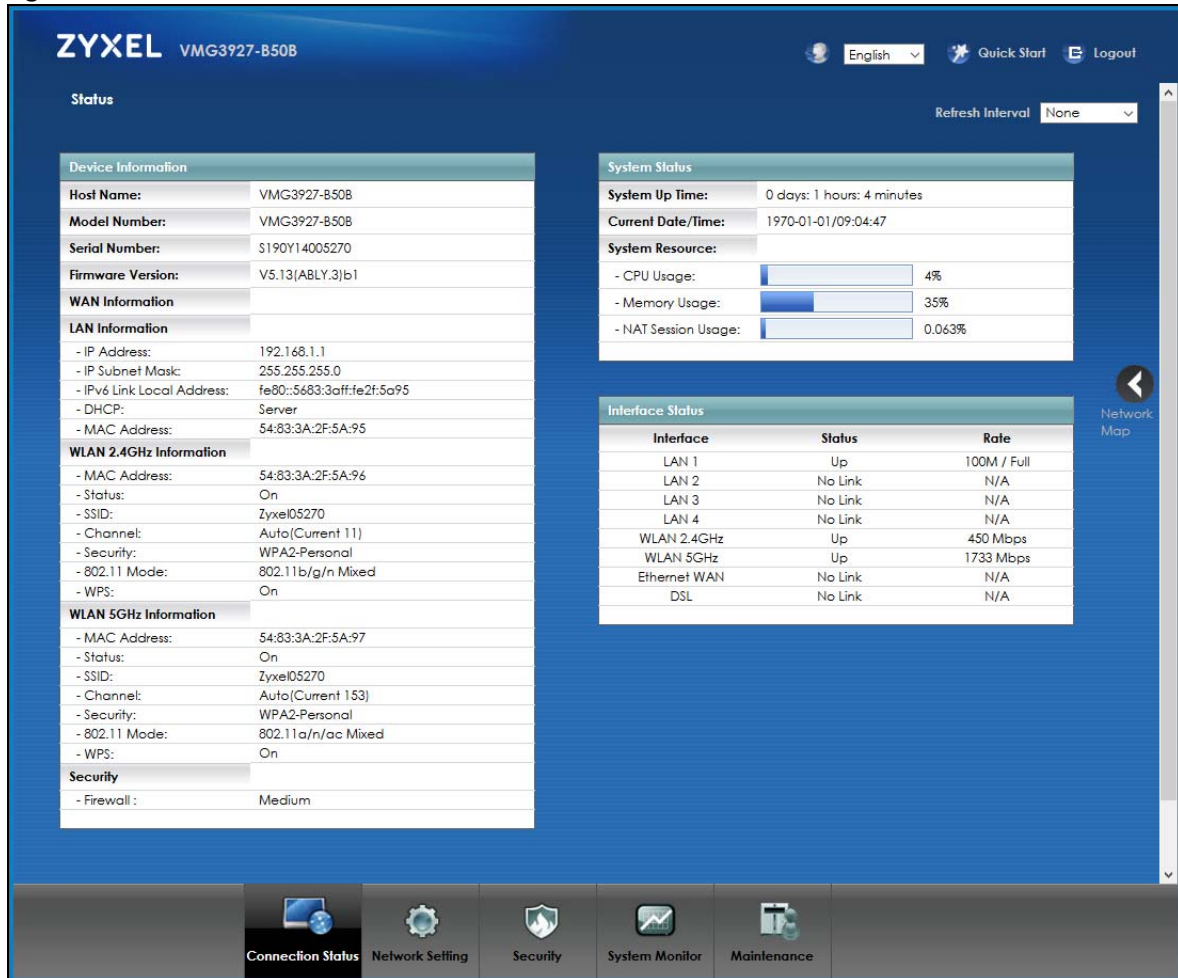 ZYXEL VMG3927-B50B
English
Quick Start
Logout
Status
Refresh Interval None
Device Information
Host Name: VMG3927-B50B
Model Number: VMG3927-B50B
Serial Number: S190Y14005270
Firmware Version: V5.13(ABLY.3)b1
WAN Information
LAN Information
- IP Address: 192.168.1.1
- IP Subnet Mask: 255.255.255.0
- IPv6 Link Local Address: fe80::5683:3aff:fe2f:5a95
- DHCP: Server
- MAC Address: 54:83:3A:2F:5A:95
WLAN 2.4GHz Information
- MAC Address: 54:83:3A:2F:5A:96
- Status: On
- SSID: Zyxel05270
- Channel: Auto(Current 11)
- Security: WPA2-Personal
- 802.11 Mode: 802.11b/g/n Mixed
- WPS: On
WLAN 5GHz Information
- MAC Address: 54:83:3A:2F:5A:97
- Status: On
- SSID: Zyxel05270
- Channel: Auto(Current 153)
- Security: WPA2-Personal
- 802.11 Mode: 802.11a/n/ac Mixed
- WPS: On
Security
- Firewall : Medium
System Status
System Up Time: 0 days: 1 hours: 4 minutes
Current Date/Time: 1970-01-01/09:04:47
System Resource:
- CPU Usage: 4%
- Memory Usage: 35%
- NAT Session Usage: 0.063%
Interface Status
Interface Status Rate
LAN 1 Up 100M / Full
LAN 2 No Link N/A
LAN 3 No Link N/A
LAN 4 No Link N/A
WLAN 2.4GHz Up 450 Mbps
WLAN 5GHz Up 1733 Mbps
Ethernet WAN No Link N/A
DSL No Link N/A
Network
Map
Connection Status
Network Setting
Security
System Monitor
Maintenance